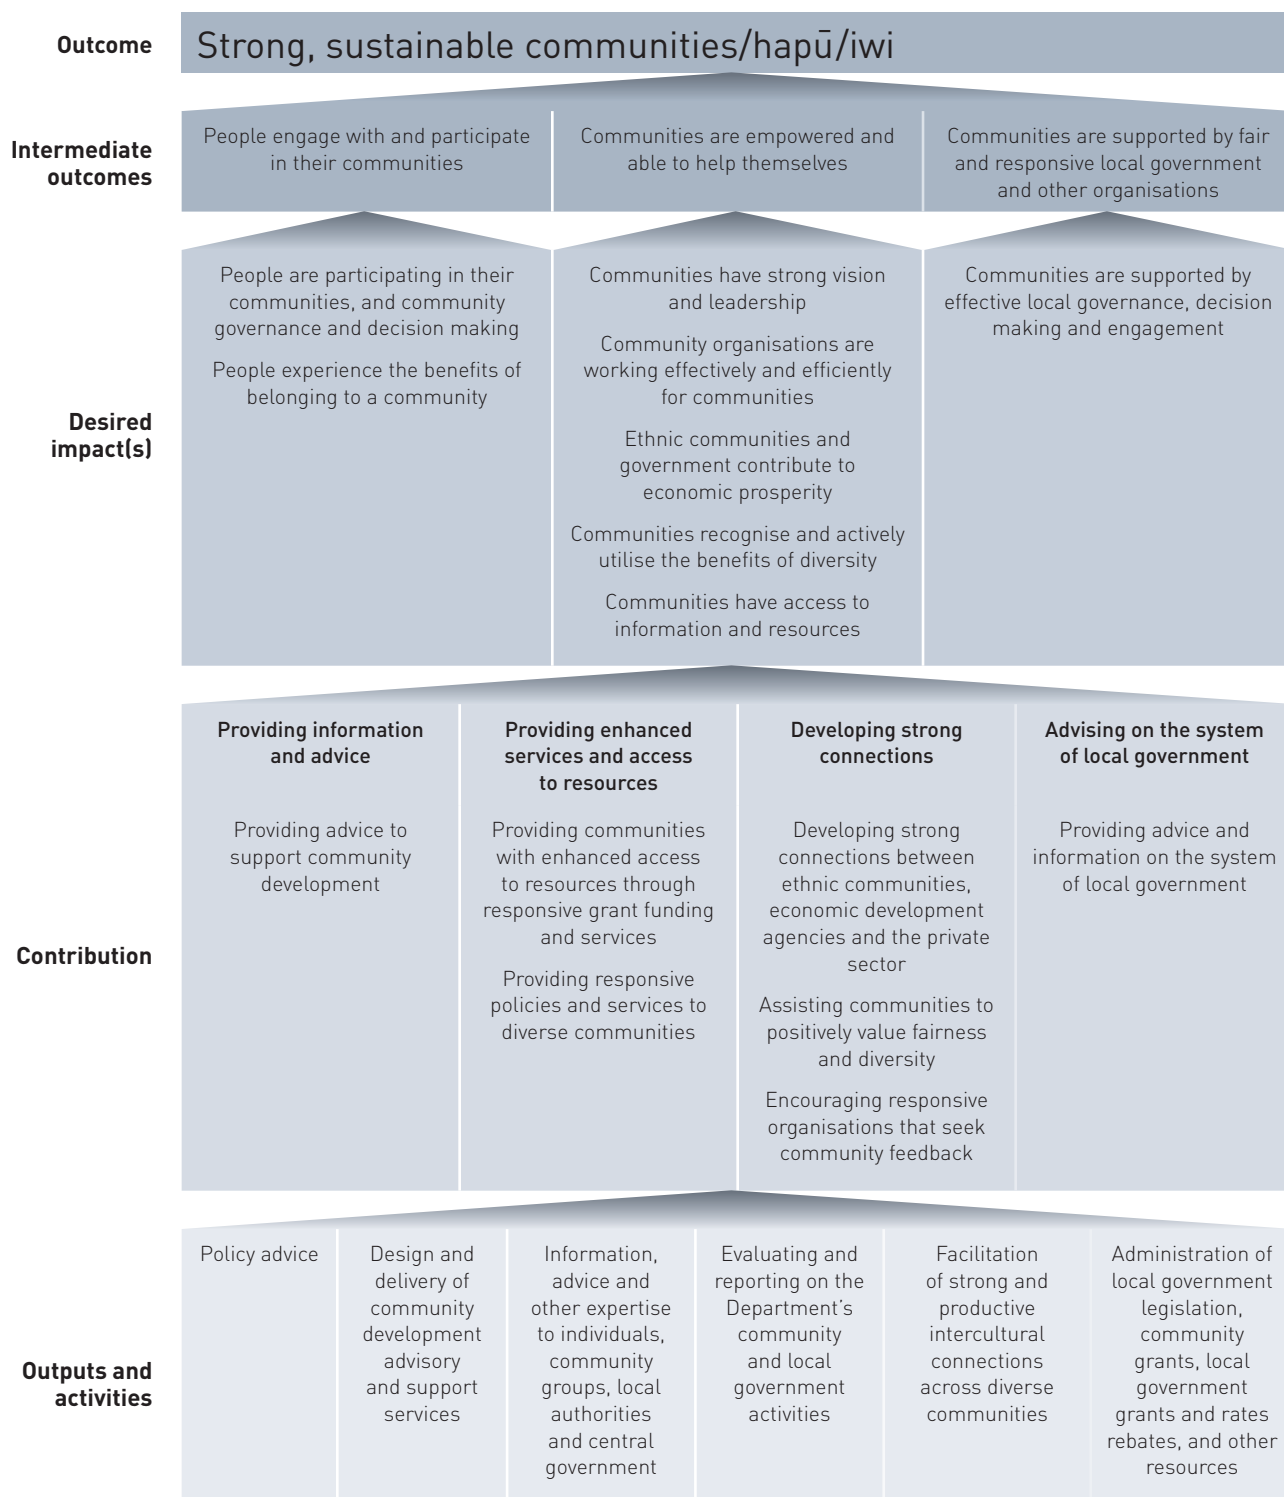 Outcome
Strong, sustainable communities/hapū/iwi
Intermediate
outcomes
People engage with and participate
in their communities
Communities are empowered and
able to help themselves
Communities are supported by fair
and responsive local government
and other organisations
Desired
impact(s)
People are participating in their
communities, and community
governance and decision making
People experience the benefits of
belonging to a community
Communities have strong vision
and leadership
Community organisations are
working effectively and efficiently
for communities
Ethnic communities and
government contribute to
economic prosperity
Communities recognise and actively
utilise the benefits of diversity
Communities have access to
information and resources
Communities are supported by
effective local governance, decision
making and engagement
Contribution
Providing information
and advice
Providing advice to
support community
development
Providing enhanced
services and access
to resources
Providing communities
with enhanced access
to resources through
responsive grant funding
and services
Providing responsive
policies and services to
diverse communities
Developing strong
connections
Developing strong
connections between
ethnic communities,
economic development
agencies and the private
sector
Assisting communities to
positively value fairness
and diversity
Encouraging responsive
organisations that seek
community feedback
Advising on the system
of local government
Providing advice and
information on the system
of local government
Outputs and
activities
Policy advice
Design and
delivery of
community
development
advisory
and support
services
Information,
advice and
other expertise
to individuals,
community
groups, local
authorities
and central
government
Evaluating and
reporting on the
Department’s
community
and local
government
activities
Facilitation
of strong and
productive
intercultural
connections
across diverse
communities
Administration of
local government
legislation,
community
grants, local
government
grants and rates
rebates, and other
resources